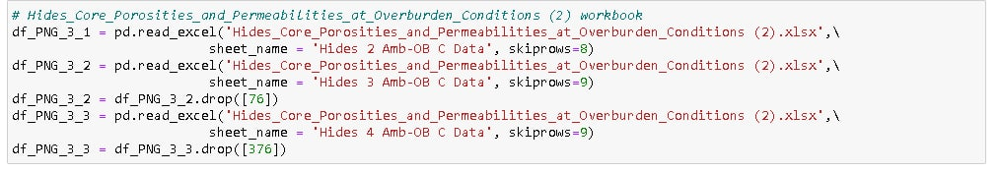 # Hides_Core_Porosities_and_Permeabilities_at_Overburden_Conditions (2) workbook
df_PNG_3_1 = pd.read_excel('Hides_Core_Porosities_and_Permeabilities_at_Overburden_Conditions (2).xlsx',\
sheet_name = 'Hides 2 Amb-OB C Data', skiprows=8)
df_PNG_3_2 = pd.read_excel('Hides_Core_Porosities_and_Permeabilities_at_Overburden_Conditions (2).xlsx',\
sheet_name = 'Hides 3 Amb-OB C Data', skiprows=9)
df_PNG_3_2 = df_PNG_3_2.drop([76])
df_PNG_3_3 = pd.read_excel('Hides_Core_Porosities_and_Permeabilities_at_Overburden_Conditions (2).xlsx',\
sheet_name = 'Hides 4 Amb-OB C Data', skiprows=9)
df_PNG_3_3 = df_PNG_3_3.drop([376])